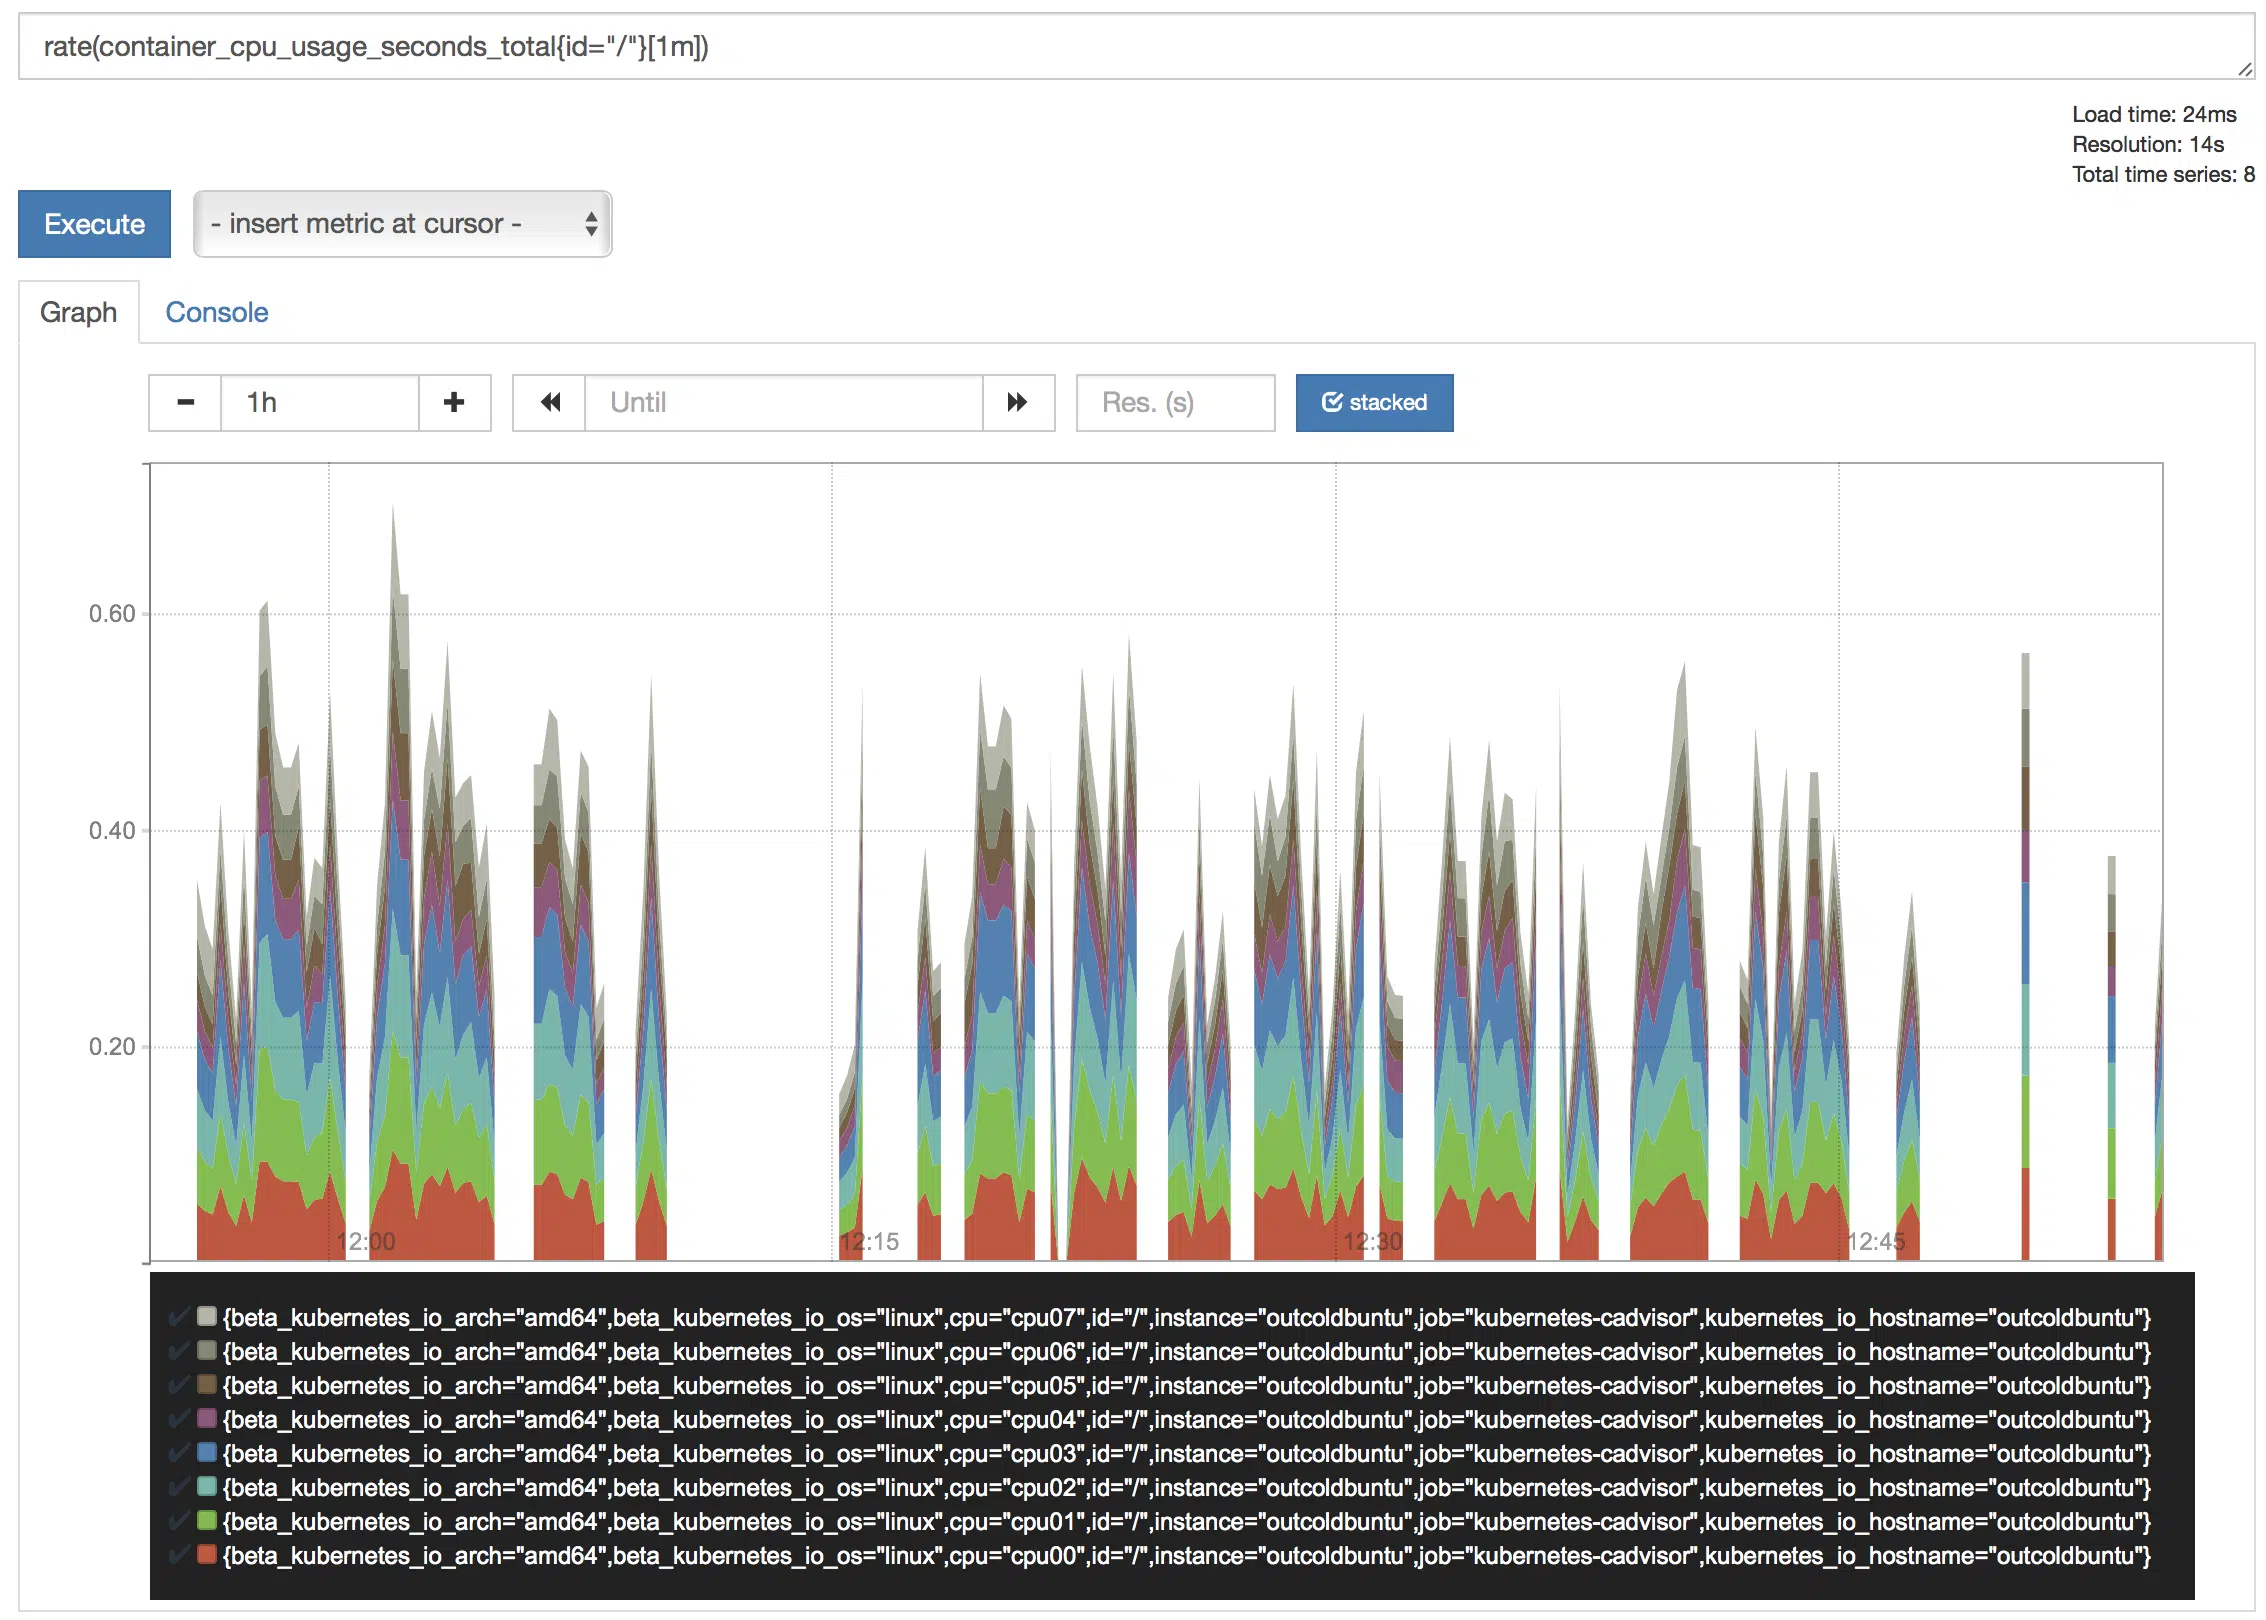 rate(container_cpu_usage_seconds_total{id="/"}[1m])
Load time: 24ms
Resolution: 14s
Total time series: 8
Execute
- insert metric at cursor -
Graph
Console
1h
Until
Res. (s)
stacked
0.60
0.40
0.20
12:00
12:15
12:30
12:45
{beta_kubernetes_io_arch="amd64",beta_kubernetes_io_os="linux",cpu="cpu07",id="/",instance="outcoldbuntu",job="kubernetes-cadvisor",kubernetes_io_hostname="outcoldbuntu"}
{beta_kubernetes_io_arch="amd64",beta_kubernetes_io_os="linux",cpu="cpu06",id="/",instance="outcoldbuntu",job="kubernetes-cadvisor",kubernetes_io_hostname="outcoldbuntu"}
{beta_kubernetes_io_arch="amd64",beta_kubernetes_io_os="linux",cpu="cpu05",id="/",instance="outcoldbuntu",job="kubernetes-cadvisor",kubernetes_io_hostname="outcoldbuntu"}
{beta_kubernetes_io_arch="amd64",beta_kubernetes_io_os="linux",cpu="cpu04",id="/",instance="outcoldbuntu",job="kubernetes-cadvisor",kubernetes_io_hostname="outcoldbuntu"}
{beta_kubernetes_io_arch="amd64",beta_kubernetes_io_os="linux",cpu="cpu03",id="/",instance="outcoldbuntu",job="kubernetes-cadvisor",kubernetes_io_hostname="outcoldbuntu"}
{beta_kubernetes_io_arch="amd64",beta_kubernetes_io_os="linux",cpu="cpu02",id="/",instance="outcoldbuntu",job="kubernetes-cadvisor",kubernetes_io_hostname="outcoldbuntu"}
{beta_kubernetes_io_arch="amd64",beta_kubernetes_io_os="linux",cpu="cpu01",id="/",instance="outcoldbuntu",job="kubernetes-cadvisor",kubernetes_io_hostname="outcoldbuntu"}
{beta_kubernetes_io_arch="amd64",beta_kubernetes_io_os="linux",cpu="cpu00",id="/",instance="outcoldbuntu",job="kubernetes-cadvisor",kubernetes_io_hostname="outcoldbuntu"}